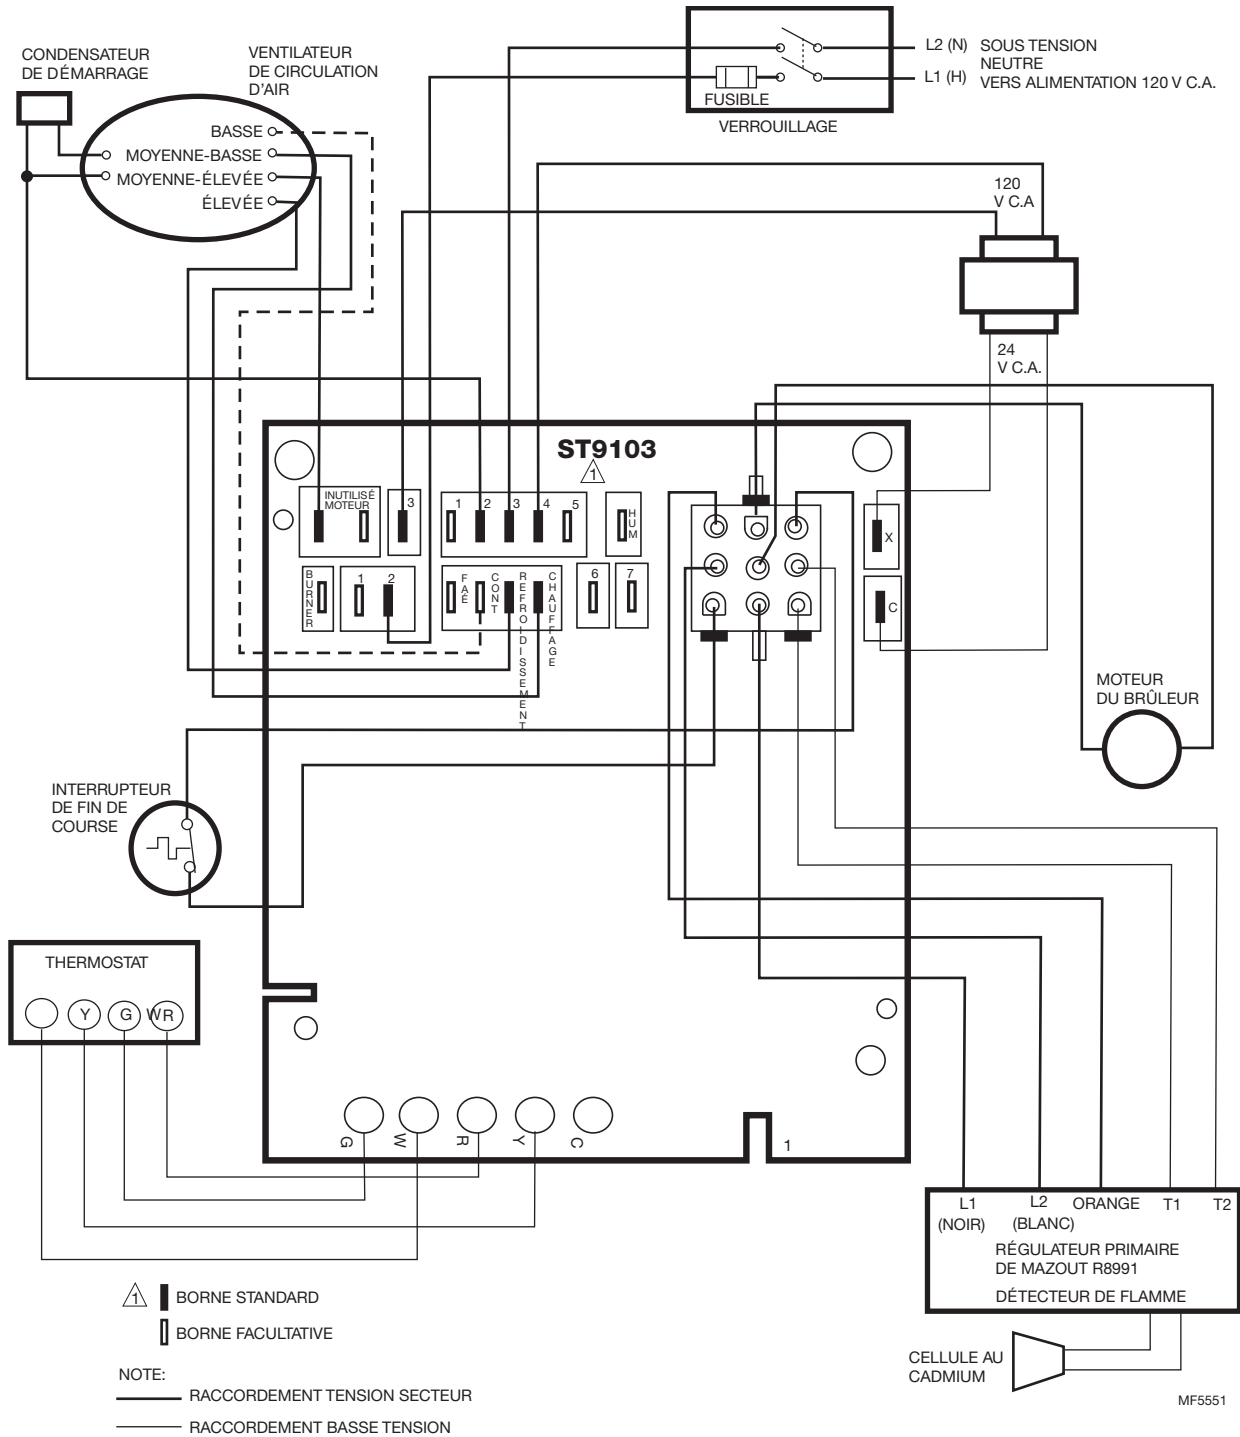 CONDENSATEUR
DE DÉMARRAGE
VENTILATEUR
DE CIRCULATION
D'AIR
BASSE
MOYENNE-BASSE
MOYENNE-ÉLEVÉE
ÉLEVÉE
L2 (N)
L1 (H)
SOUS TENSION
NEUTRE
VERS ALIMENTATION 120 V C.A.
FUSIBLE
VERROUILLAGE
120
V C.A
24
V C.A.
ST9103
1
INUTILISÉ
MOTEUR
3
1
2
3
4
5
HUM
X
BURNER
1
2
FAÉ
CONT
REFROIDISSEMENT
CHAUFFAGE
6
7
C
MOTEUR
DU BRÛLEUR
INTERRUPTEUR
DE FIN DE
COURSE
THERMOSTAT
Y
G
W
R
G
W
R
Y
C
1
L1
(NOIR)
L2
(BLANC)
ORANGE
T1
T2
RÉGULATEUR PRIMAIRE
DE MAZOUT R8991
DÉTECTEUR DE FLAMME
CELLULE AU
CADMIUM
1
BORNE STANDARD
BORNE FACULTATIVE
NOTE:
RACCORDEMENT TENSION SECTEUR
RACCORDEMENT BASSE TENSION
MF5551